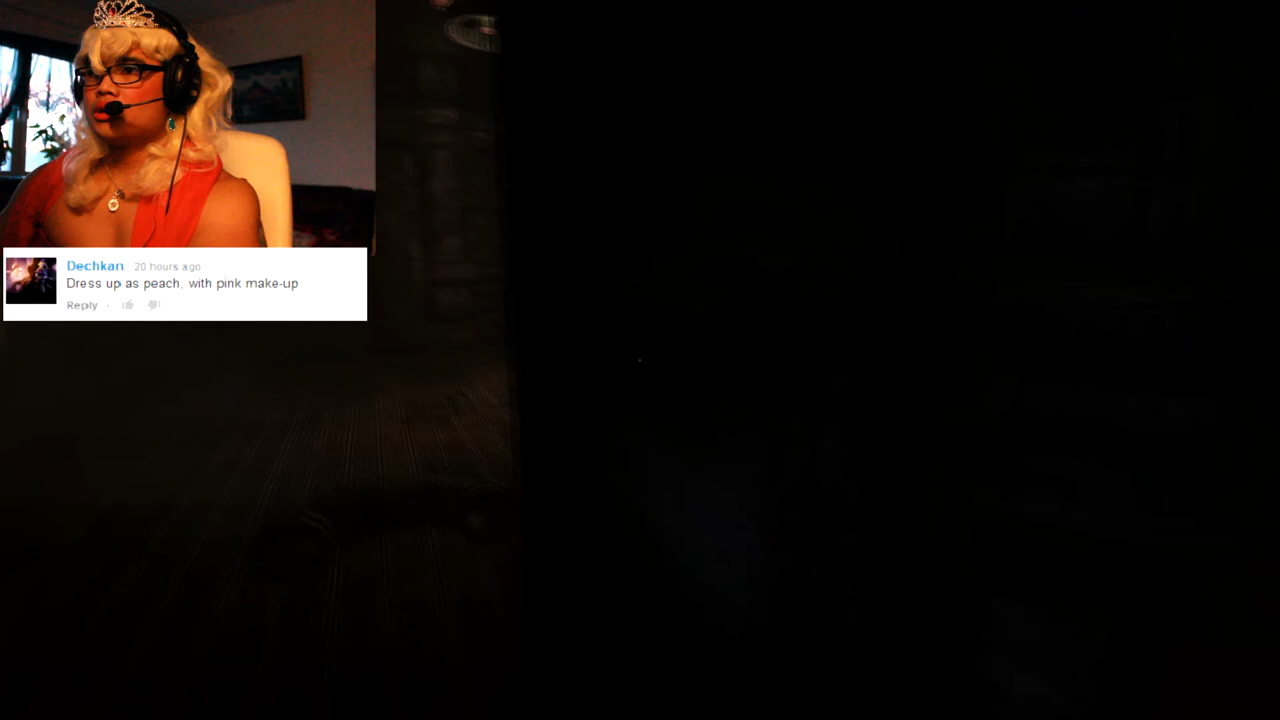 Dechkan 20 hours ago
Dress up as peach, with pink make-up
Reply ·